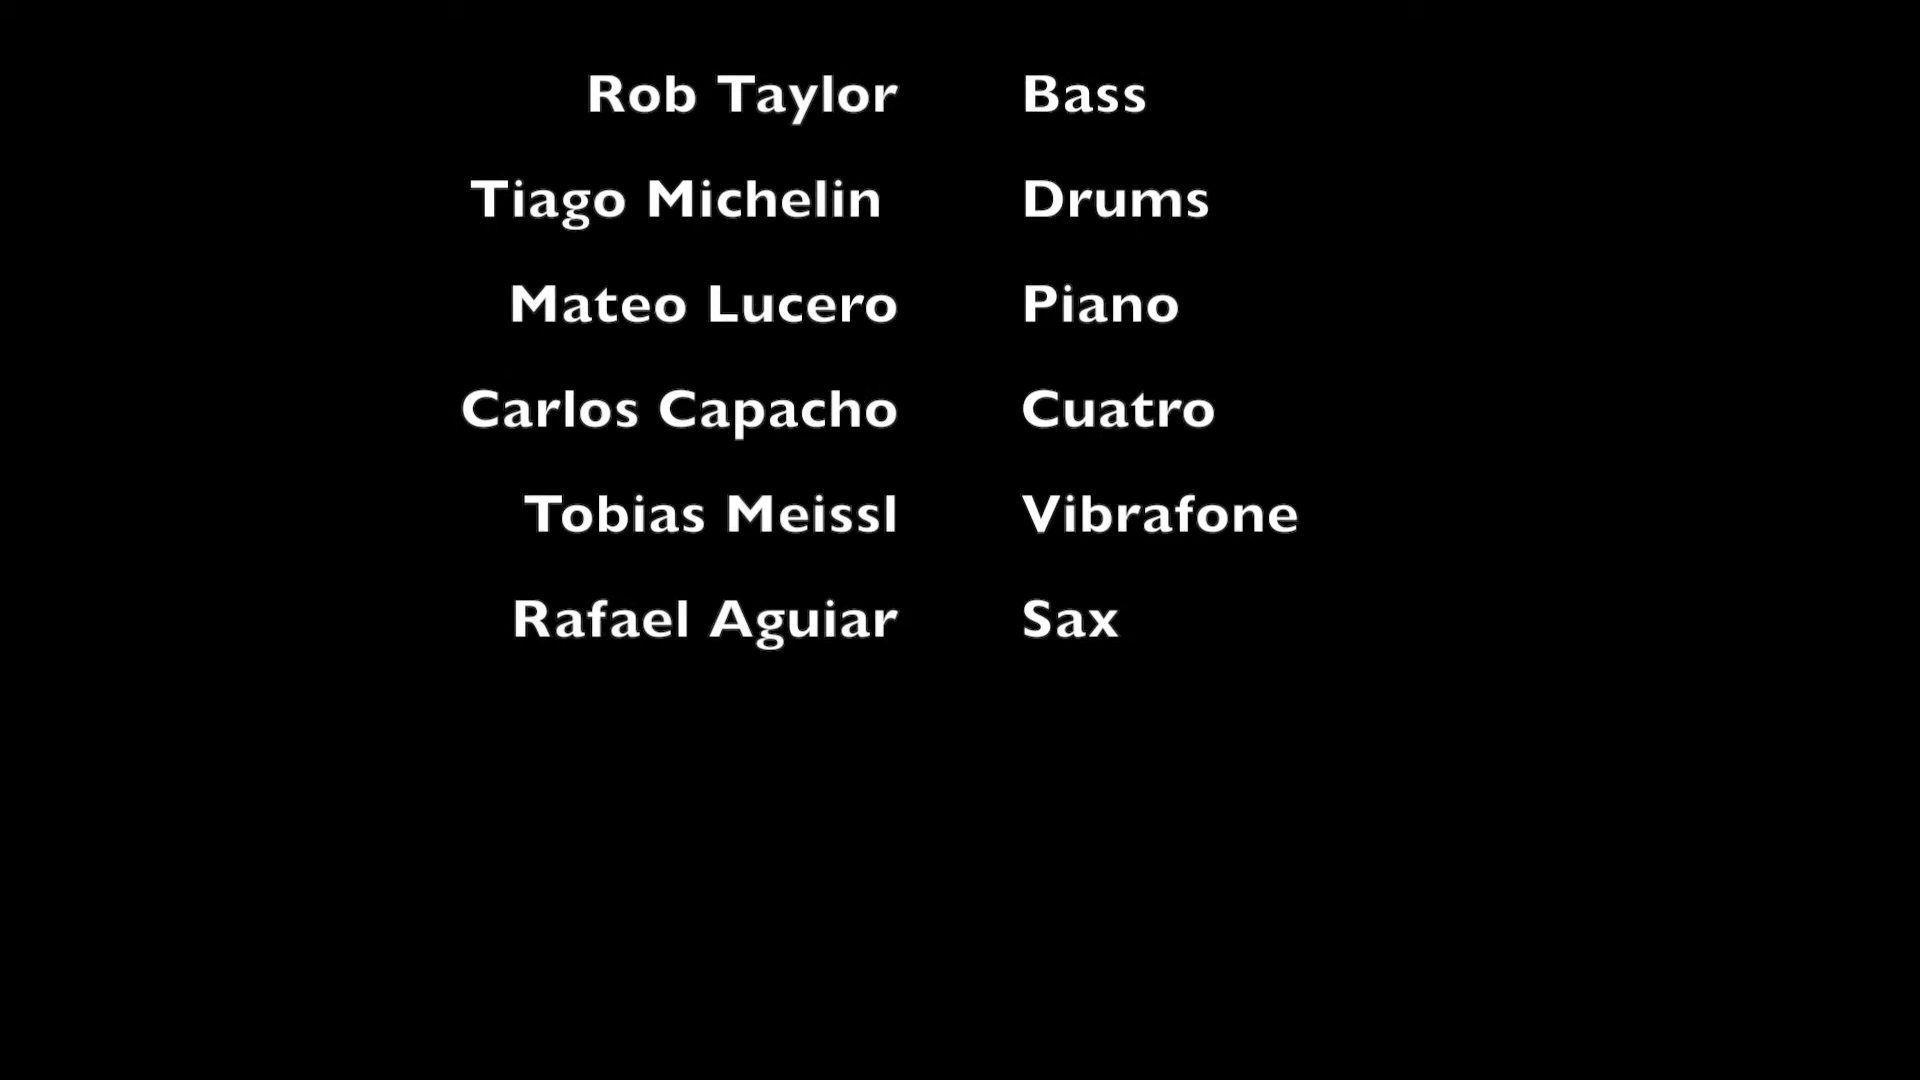 Rob Taylor Bass
Tiago Michelin Drums
Mateo Lucero Piano
Carlos Capacho Cuatro
Tobias Meissl Vibrafone
Rafael Aguiar Sax